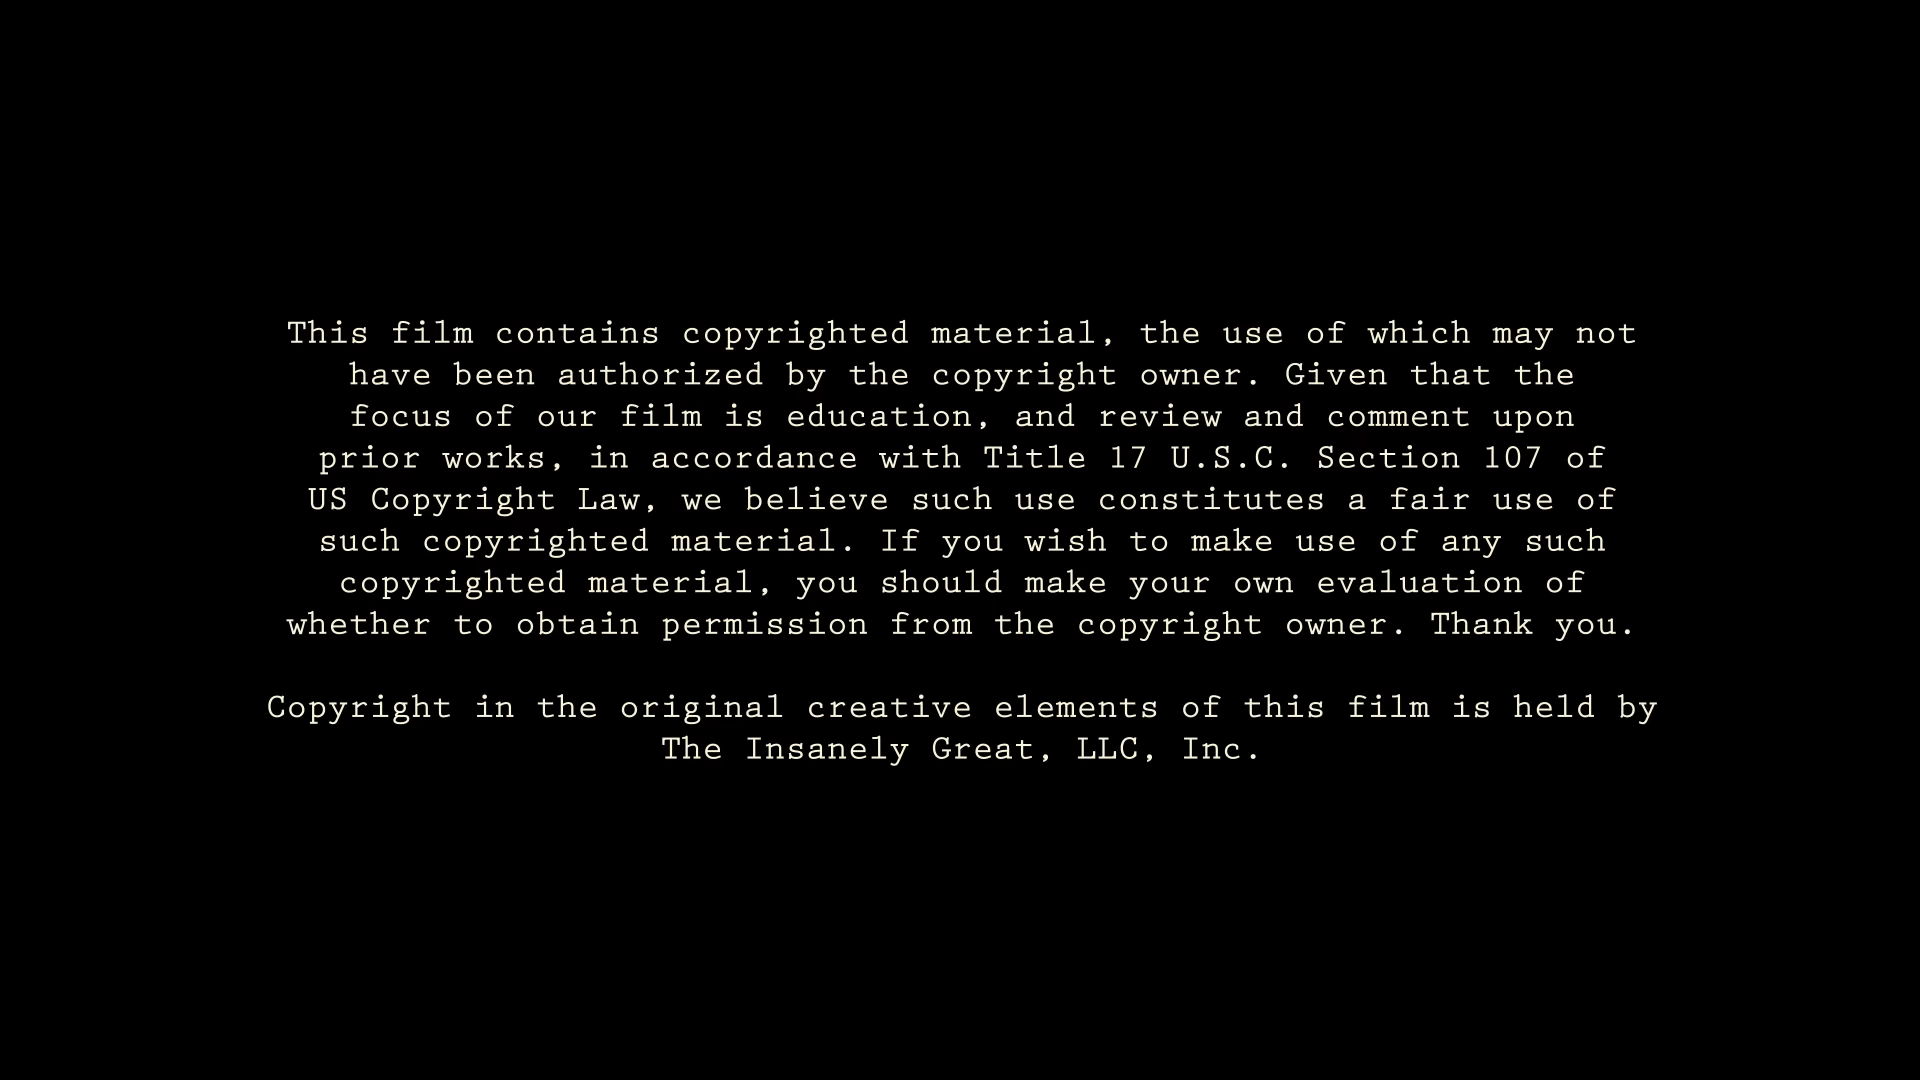 This film contains copyrighted material, the use of which may not
have been authorized by the copyright owner. Given that the
focus of our film is education, and review and comment upon
prior works, in accordance with Title 17 U.S.C. Section 107 of
US Copyright Law, we believe such use constitutes a fair use of
such copyrighted material. If you wish to make use of any such
copyrighted material, you should make your own evaluation of
whether to obtain permission from the copyright owner. Thank you.
Copyright in the original creative elements of this film is held by
The Insanely Great, LLC, Inc.